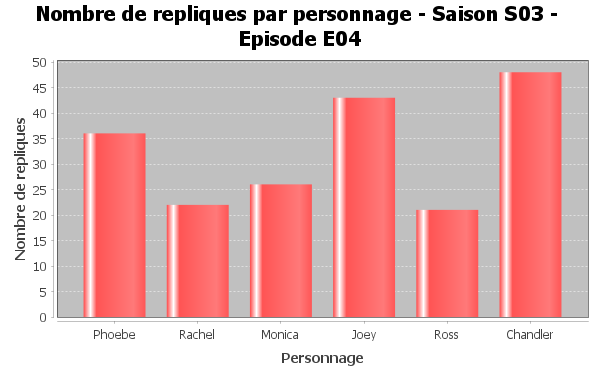 Nombre de repliques par personnage - Saison S03 -
Episode E04
Nombre de repliques
50
45
40
35
30
25
20
15
10
5
0
Phoebe
Rachel
Monica
Joey
Ross
Chandler
Personnage